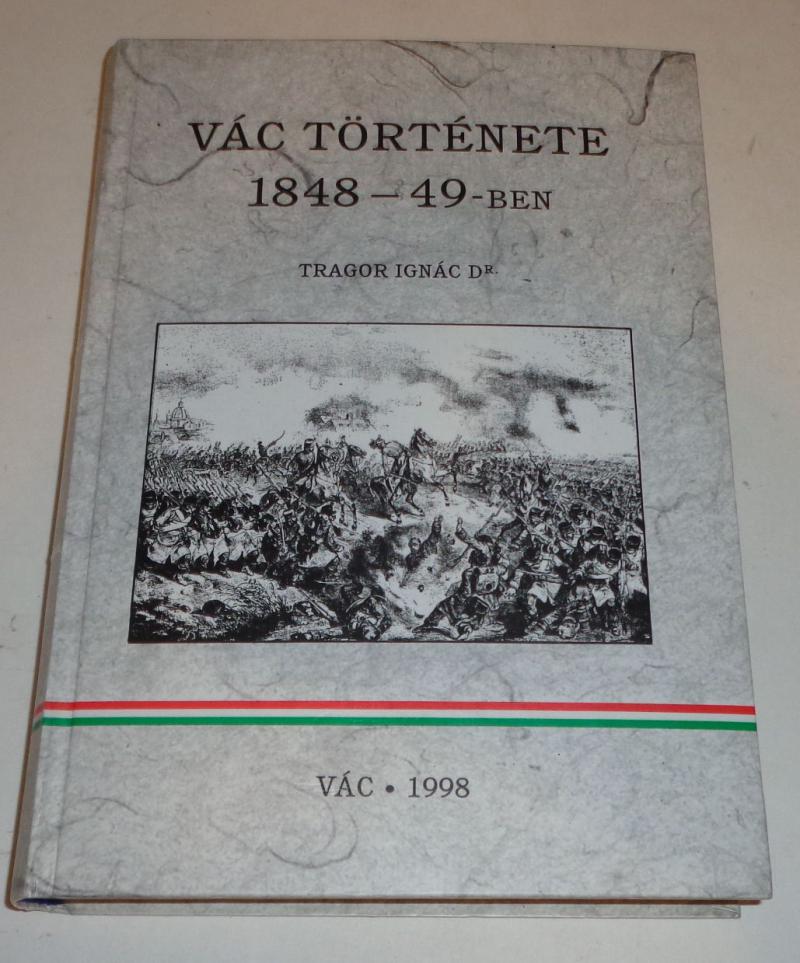 VÁC TÖRTÉNETE
1848 – 49-BEN
TRAGOR IGNÁC DR.
VÁC • 1998